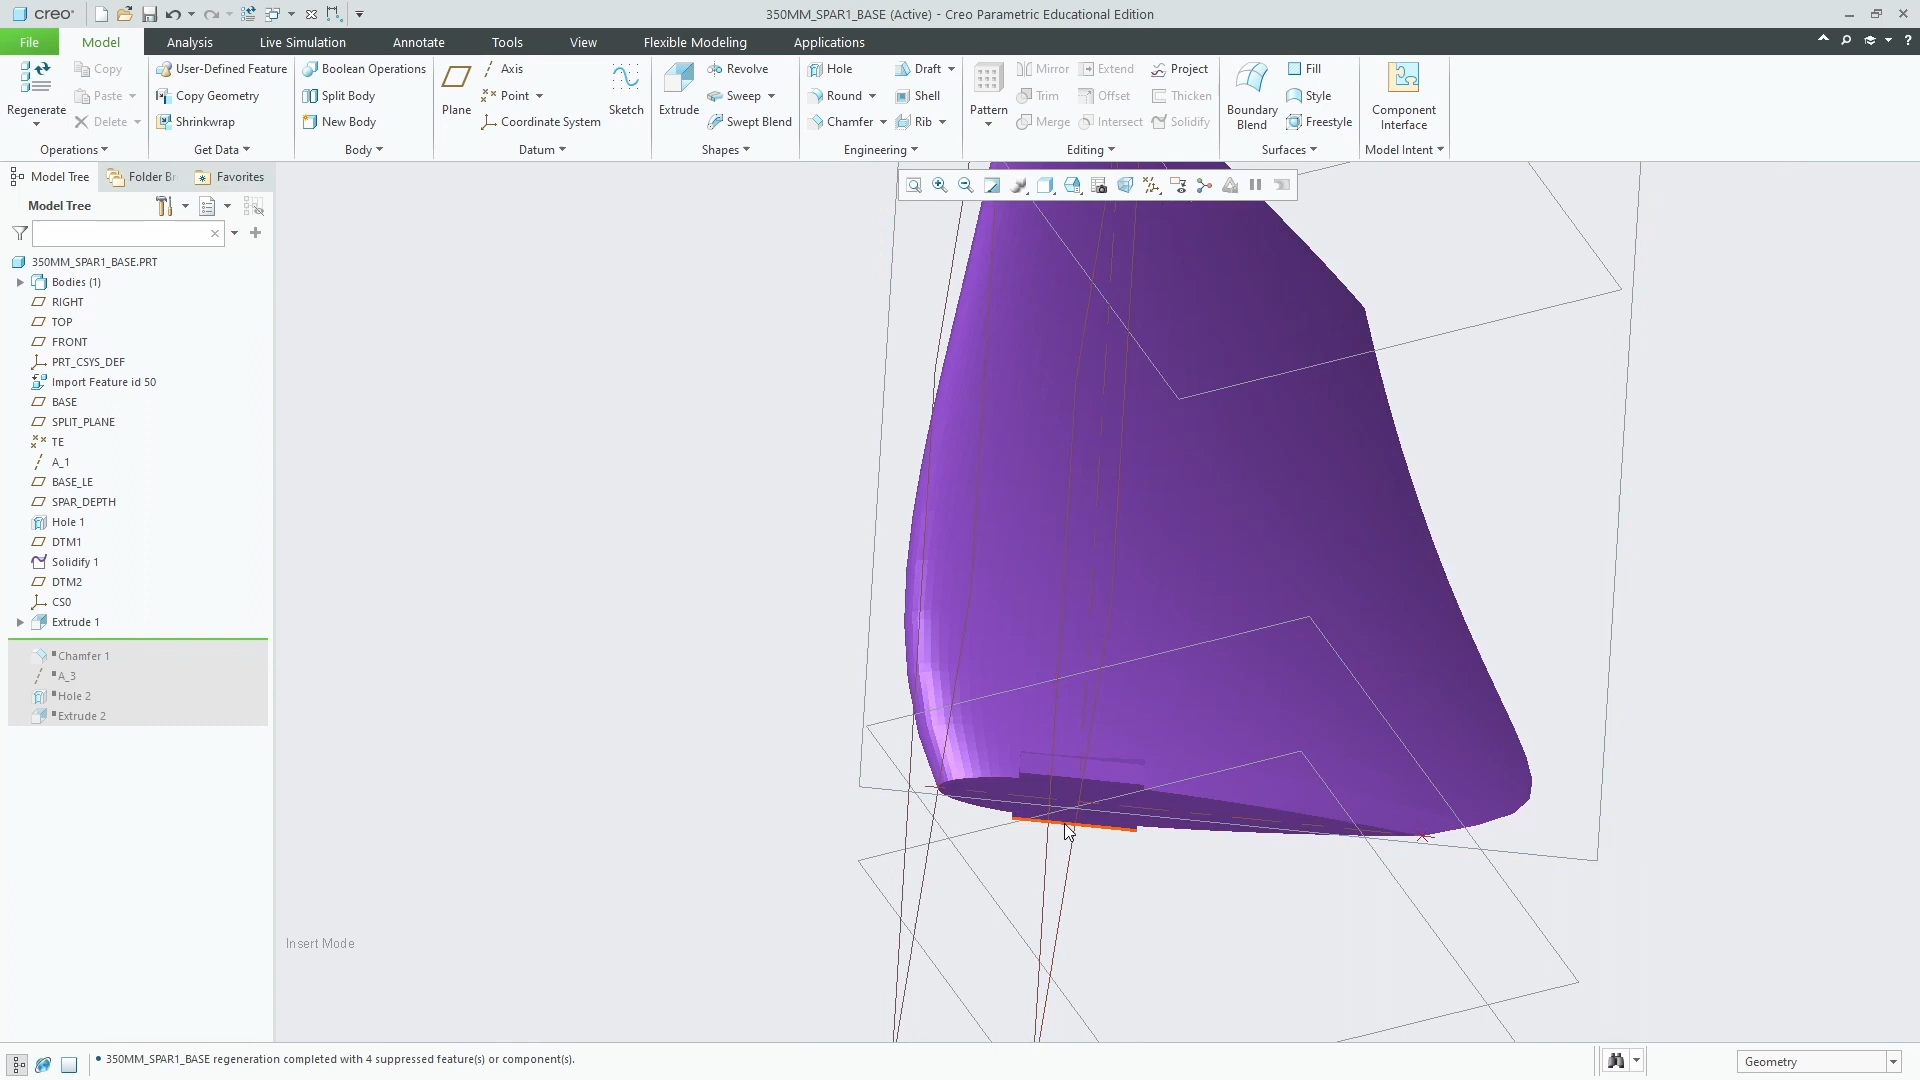 creo
350MM_SPAR1_BASE (Active) - Creo Parametric Educational Edition
File Model Analysis Live Simulation Annotate Tools View Flexible Modeling Applications
Regenerate
Copy
Paste
Delete
Operations
User-Defined Feature
Copy Geometry
Shrinkwrap
Get Data
Boolean Operations
Split Body
New Body
Body
Plane
Axis
Point
Coordinate System
Sketch
Datum
Extrude
Revolve
Sweep
Swept Blend
Shapes
Hole
Round
Chamfer
Draft
Shell
Rib
Engineering
Pattern
Mirror
Trim
Merge
Extend
Offset
Intersect
Project
Thicken
Solidify
Editing
Boundary
Blend
Fill
Style
Freestyle
Surfaces
Component
Interface
Model Intent
Model Tree Folder Br Favorites
Model Tree
350MM_SPAR1_BASE.PRT
Bodies (1)
RIGHT
TOP
FRONT
PRT_CSYS_DEF
Import Feature id 50
BASE
SPLIT_PLANE
TE
A_1
BASE_LE
SPAR_DEPTH
Hole 1
DTM1
Solidify 1
DTM2
CS0
Extrude 1
Chamfer 1
A_3
Hole 2
Extrude 2
Insert Mode
• 350MM_SPAR1_BASE regeneration completed with 4 suppressed feature(s) or component(s).
Geometry